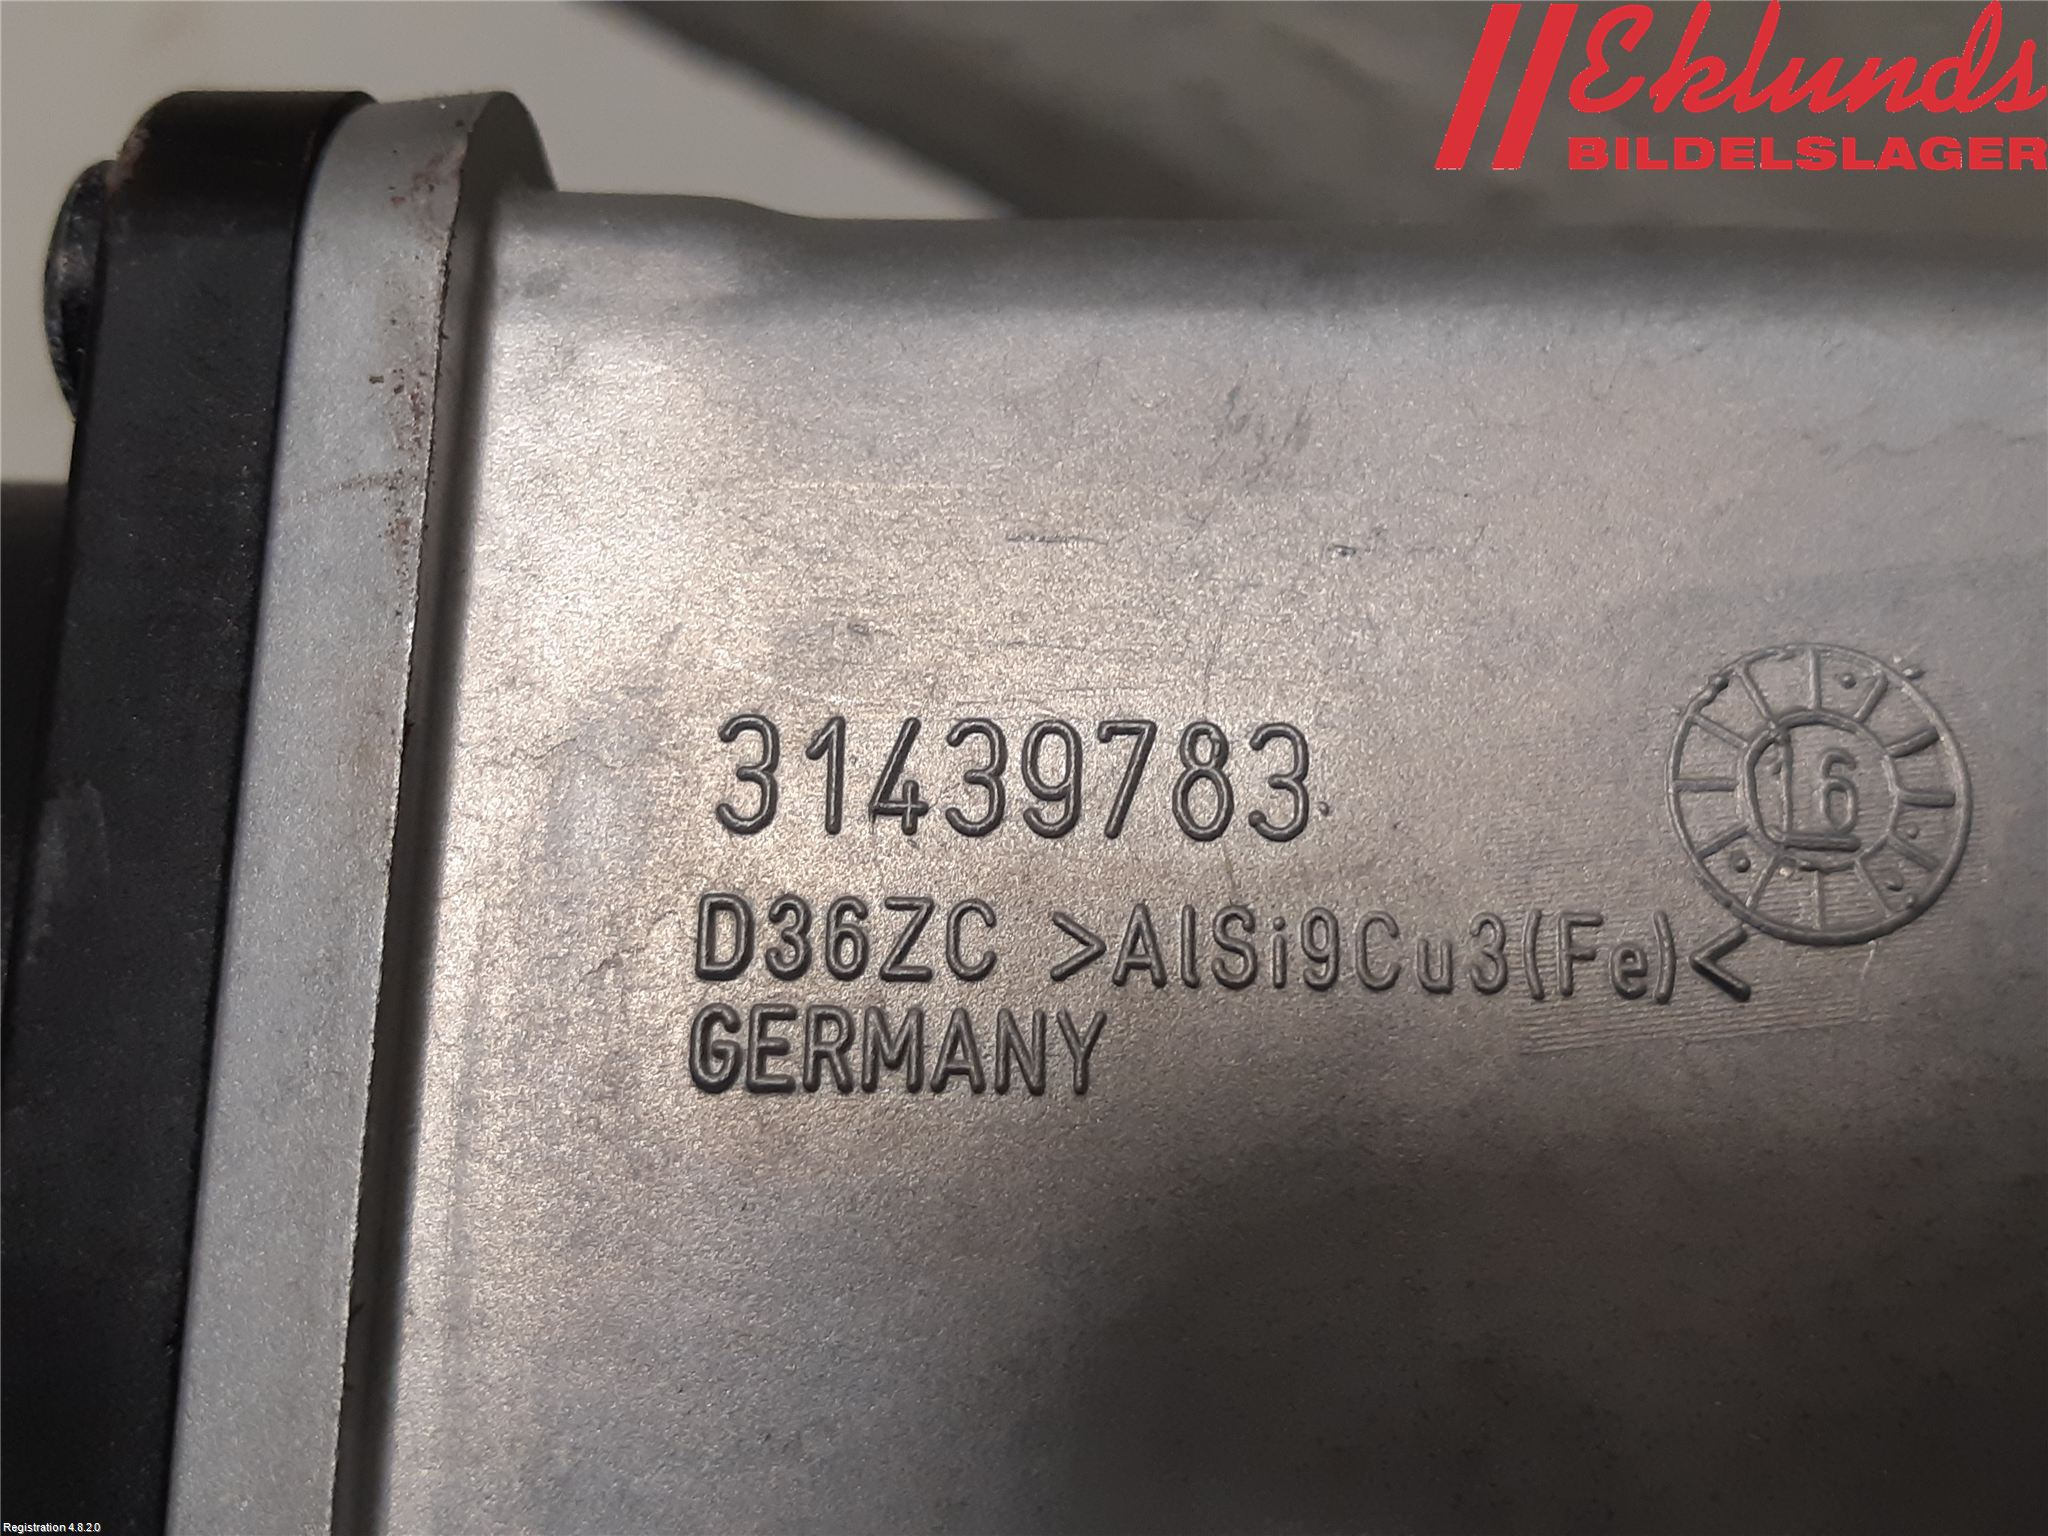 Eklunds
BILDELSLAGER
31439783
16
D36ZC >AlSi9Cu3(Fe)<
GERMANY
Registration 4.8.2.0